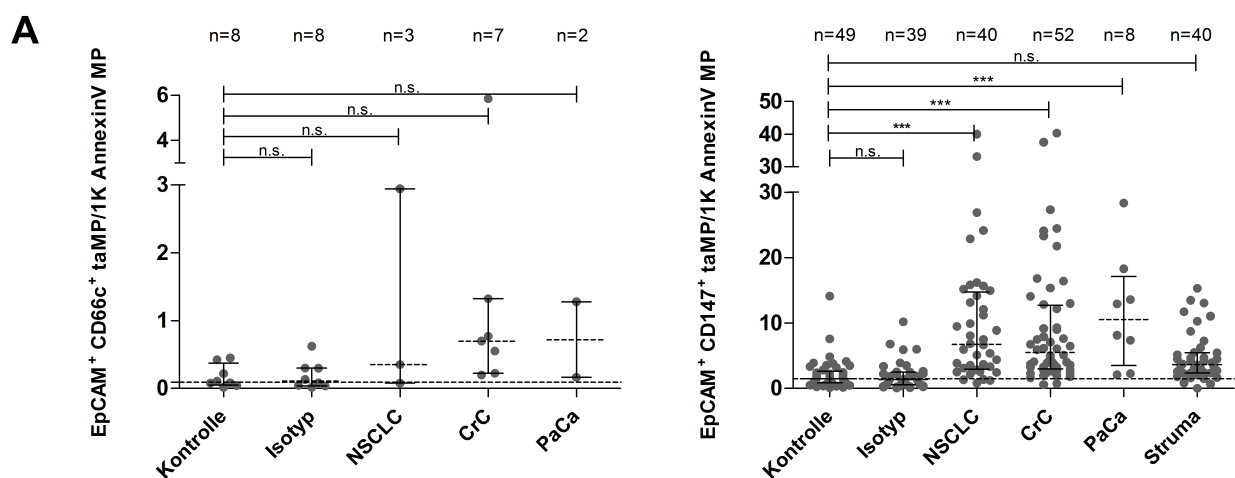 A
n=8 n=8 n=3 n=7 n=2
EpCAM⁺ CD66c⁺ taMP/1K AnnexinV MP
n.s.
n.s.
n.s.
n.s.
6
4
3
2
1
0
Kontrolle Isotyp NSCLC CrC PaCa
n=49 n=39 n=40 n=52 n=8 n=40
EpCAM⁺ CD147⁺ taMP/1K AnnexinV MP
n.s.
***
***
***
n.s.
50
40
30
30
20
10
0
Kontrolle Isotyp NSCLC CrC PaCa Struma